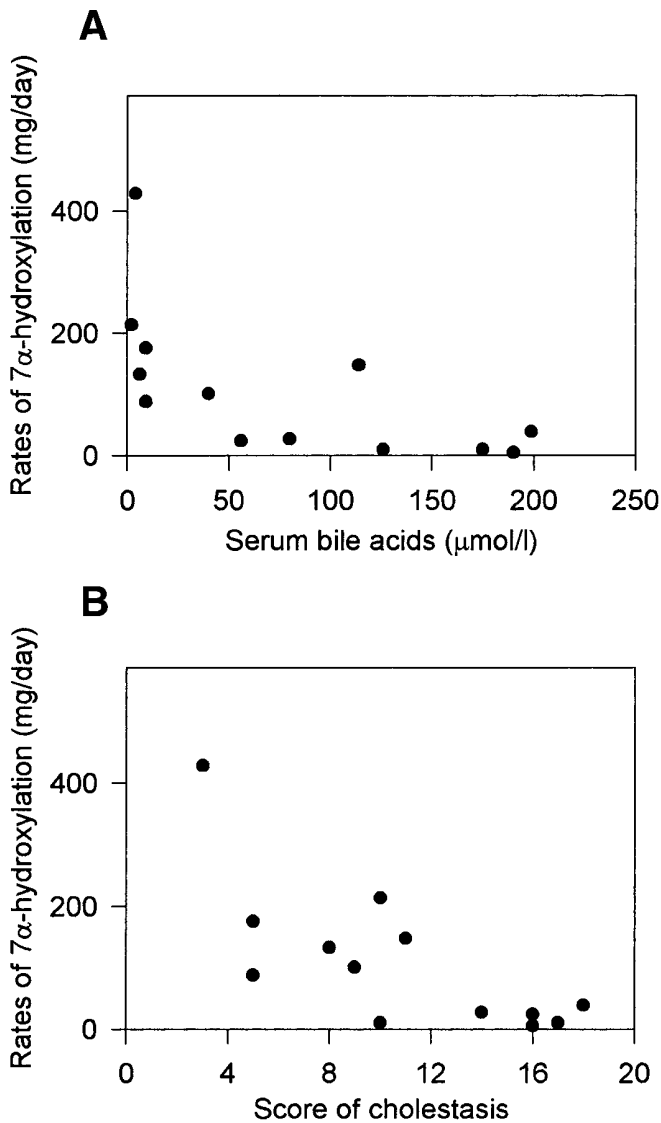 A
Rates of 7α-hydroxylation (mg/day)
400
200
0
0 50 100 150 200 250
Serum bile acids (μmol/l)
B
Rates of 7α-hydroxylation (mg/day)
400
200
0
0 4 8 12 16 20
Score of cholestasis